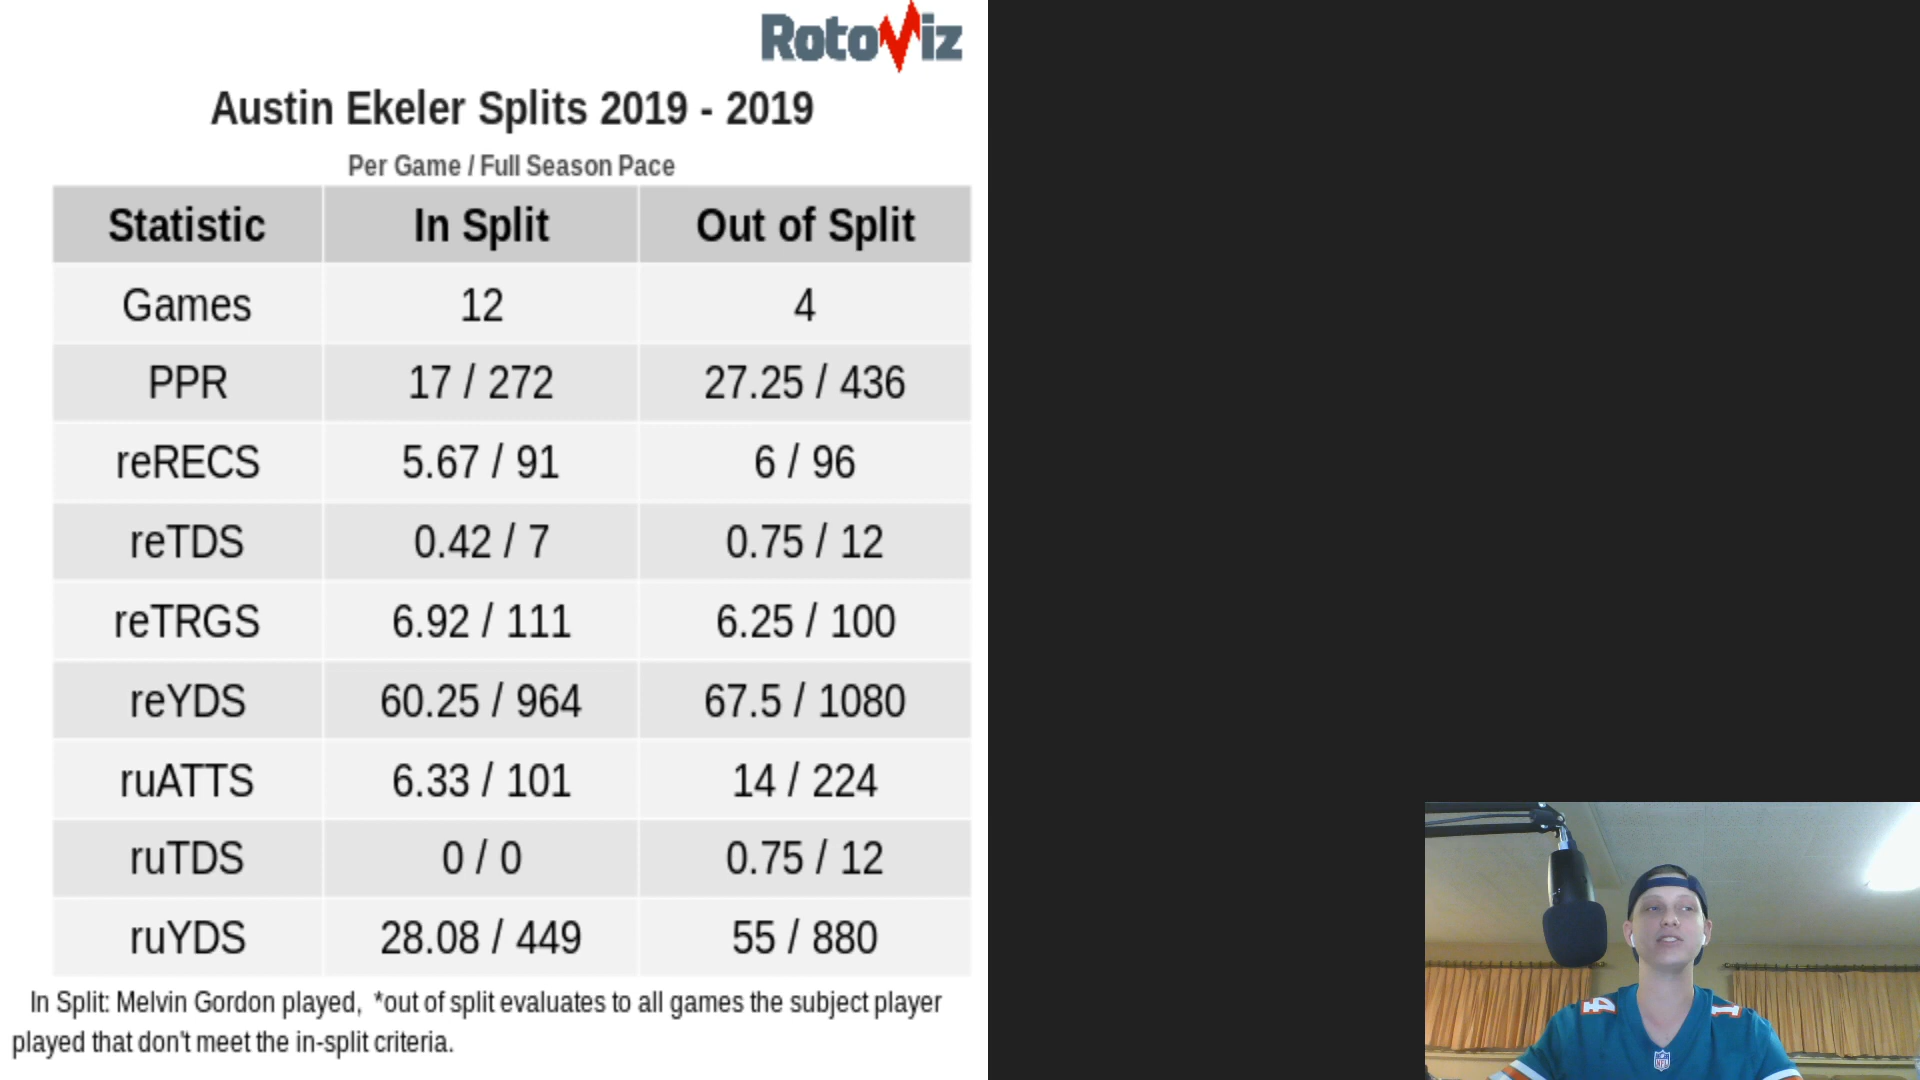 RotoViz
Austin Ekeler Splits 2019 - 2019
Per Game / Full Season Pace
Statistic In Split Out of Split
Games 12 4
PPR 17 / 272 27.25 / 436
reRECS 5.67 / 91 6 / 96
reTDS 0.42 / 7 0.75 / 12
reTRGS 6.92 / 111 6.25 / 100
reYDS 60.25 / 964 67.5 / 1080
ruATTS 6.33 / 101 14 / 224
ruTDS 0 / 0 0.75 / 12
ruYDS 28.08 / 449 55 / 880
In Split: Melvin Gordon played, *out of split evaluates to all games the subject player
played that don't meet the in-split criteria.
4 1
NFL